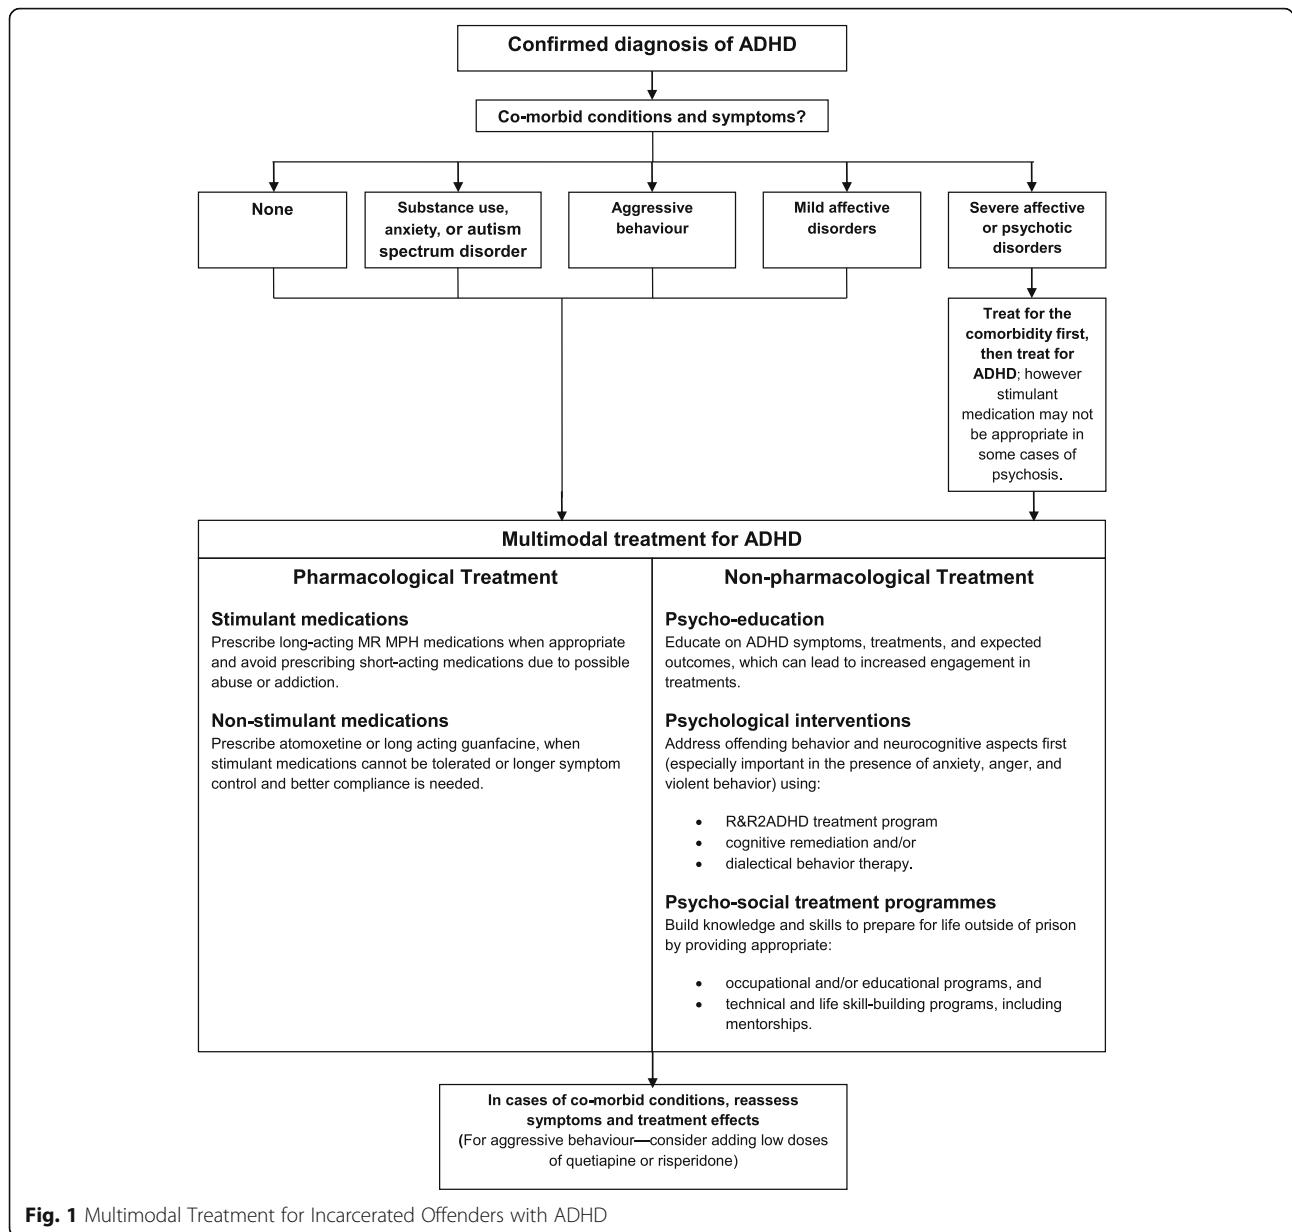 Confirmed diagnosis of ADHD
Co-morbid conditions and symptoms?
None
Substance use,
anxiety, or autism
spectrum disorder
Aggressive
behaviour
Mild affective
disorders
Severe affective
or psychotic
disorders
Treat for the
comorbidity first,
then treat for
ADHD; however
stimulant
medication may not
be appropriate in
some cases of
psychosis.
Multimodal treatment for ADHD
Pharmacological Treatment
Stimulant medications
Prescribe long-acting MR MPH medications when appropriate
and avoid prescribing short-acting medications due to possible
abuse or addiction.
Non-stimulant medications
Prescribe atomoxetine or long acting guanfacine, when
stimulant medications cannot be tolerated or longer symptom
control and better compliance is needed.
Non-pharmacological Treatment
Psycho-education
Educate on ADHD symptoms, treatments, and expected
outcomes, which can lead to increased engagement in
treatments.
Psychological interventions
Address offending behavior and neurocognitive aspects first
(especially important in the presence of anxiety, anger, and
violent behavior) using:
• R&R2ADHD treatment program
• cognitive remediation and/or
• dialectical behavior therapy.
Psycho-social treatment programmes
Build knowledge and skills to prepare for life outside of prison
by providing appropriate:
• occupational and/or educational programs, and
• technical and life skill-building programs, including
mentorships.
In cases of co-morbid conditions, reassess
symptoms and treatment effects
(For aggressive behaviour—consider adding low doses
of quetiapine or risperidone)
Fig. 1 Multimodal Treatment for Incarcerated Offenders with ADHD